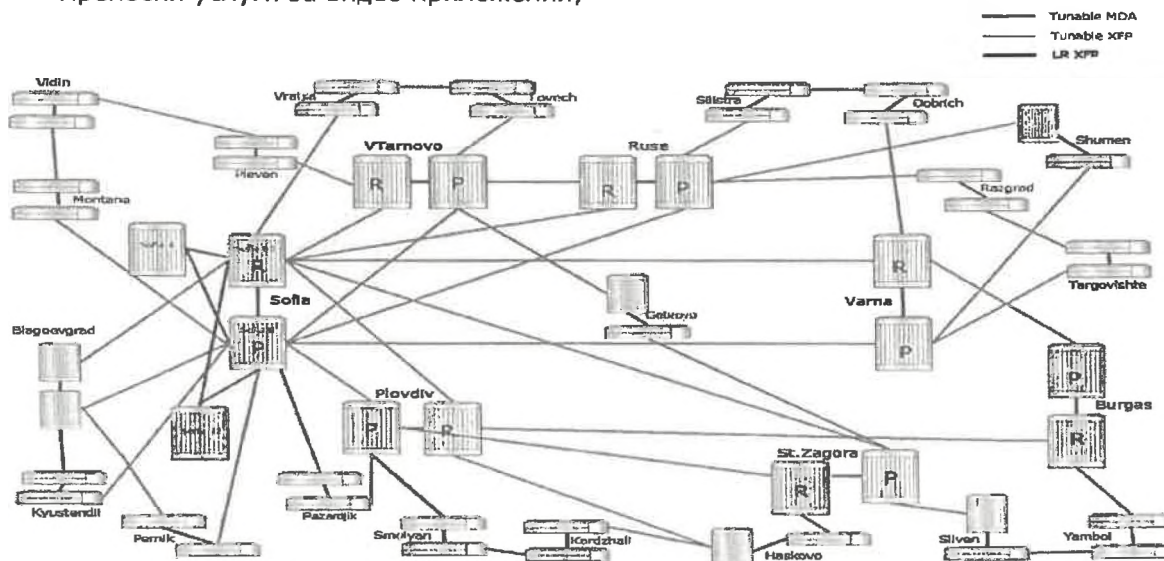 Tunable MDA
Tunable XFP
LR XFP
Vidin
Vratsa
Lovech
Silistra
Dobrich
Shumen
VTarnovo
Ruse
Pleven
R
P
R
P
Razgrad
Montana
R
R
Sofia
Varna
Targovishte
Gabrovo
Blagoevgrad
P
P
P
Plovdiv
Burgas
P
R
R
St.Zagora
R
P
Kyustendil
Pazardjik
Pernik
Smolyan
Kardzhali
Haskovo
Sliven
Yambol